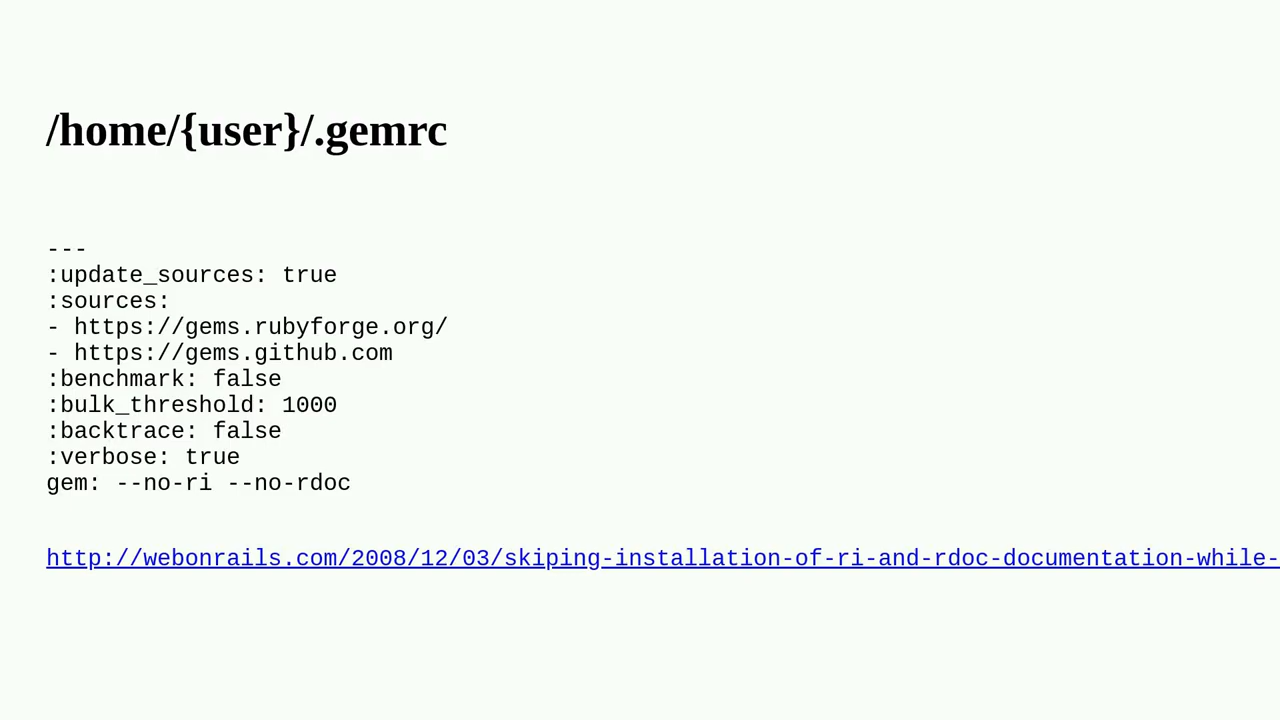 /home/{user}/.gemrc
---
:update_sources: true
:sources:
- https://gems.rubyforge.org/
- https://gems.github.com
:benchmark: false
:bulk_threshold: 1000
:backtrace: false
:verbose: true
gem: --no-ri --no-rdoc
http://webonrails.com/2008/12/03/skiping-installation-of-ri-and-rdoc-documentation-while-